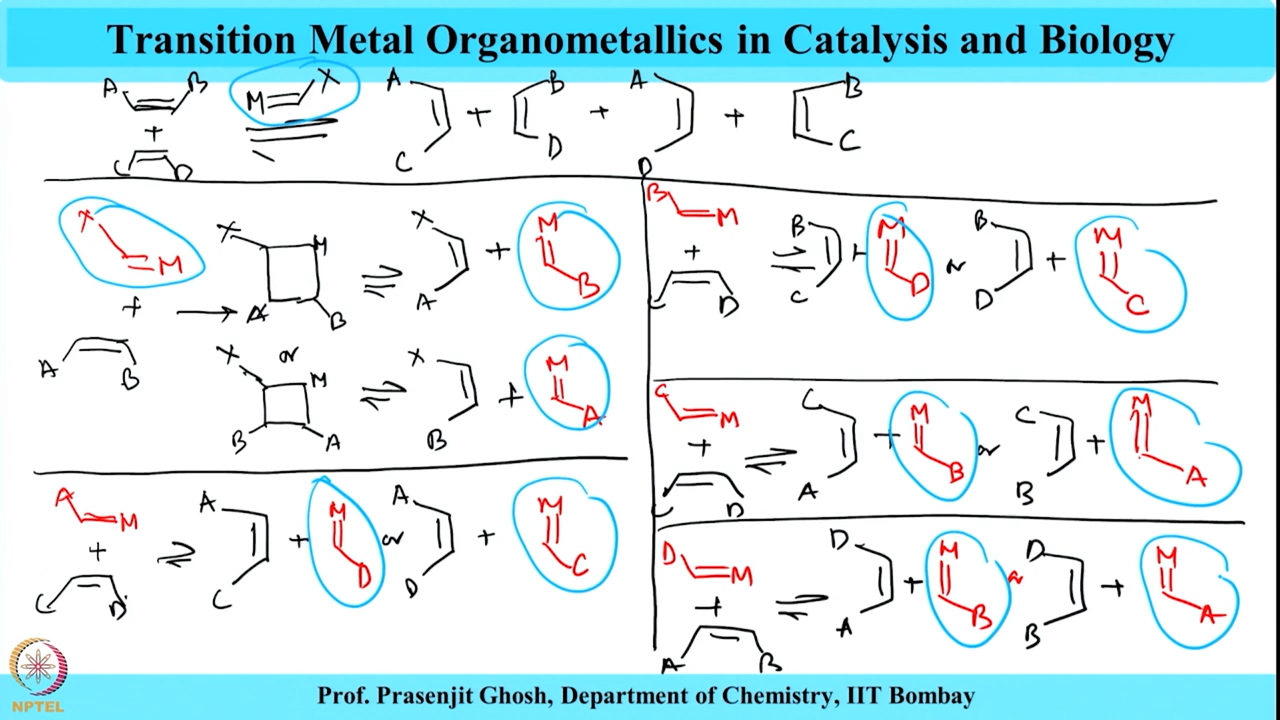 Transition Metal Organometallics in Catalysis and Biology
A B M X A B A B
+ + + +
C D C D D C
X M X M X + M
+ → A B A B
A B or
X M X + M
B A B A
A M A + M or A + M
+ C D D C
C D
B M B + M or B + M
+ C D D C
C D
C M C + M or C + M
+ A B B A
C D
D M D + M or D + M
+ A B B A
A B
NPTEL
Prof. Prasenjit Ghosh, Department of Chemistry, IIT Bombay